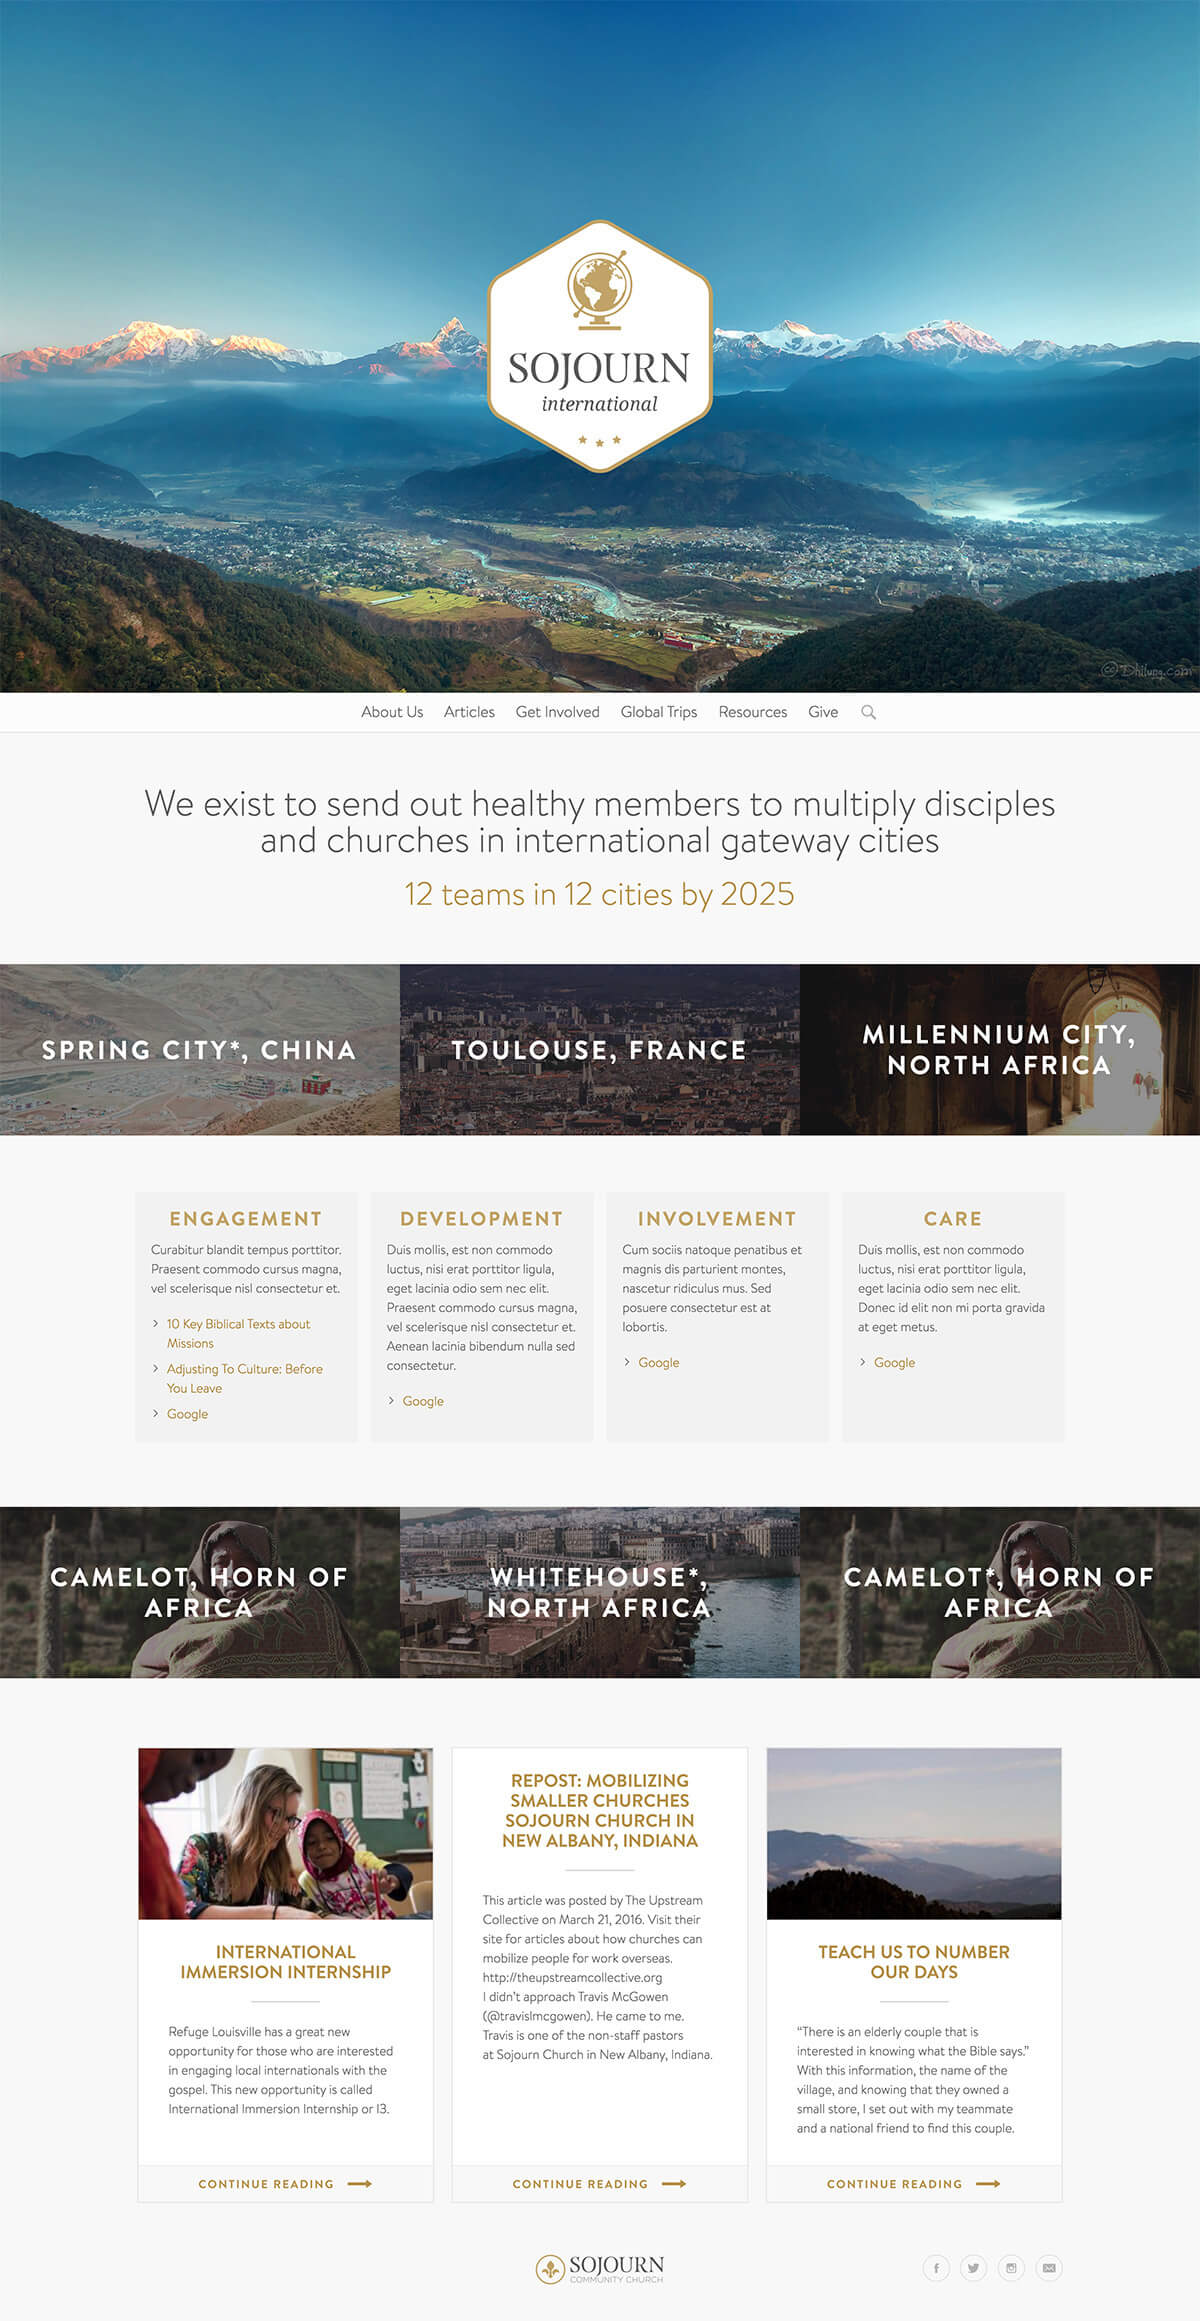 SOJOURN
international
cc Dhilung.com
About Us Articles Get Involved Global Trips Resources Give
We exist to send out healthy members to multiply disciples
and churches in international gateway cities
12 teams in 12 cities by 2025
SPRING CITY*, CHINA
TOULOUSE, FRANCE
MILLENNIUM CITY,
NORTH AFRICA
ENGAGEMENT
Curabitur blandit tempus porttitor.
Praesent commodo cursus magna,
vel scelerisque nisl consectetur et.
10 Key Biblical Texts about
Missions
Adjusting To Culture: Before
You Leave
Google
DEVELOPMENT
Duis mollis, est non commodo
luctus, nisi erat porttitor ligula,
eget lacinia odio sem nec elit.
Praesent commodo cursus magna,
vel scelerisque nisl consectetur et.
Aenean lacinia bibendum nulla sed
consectetur.
Google
INVOLVEMENT
Cum sociis natoque penatibus et
magnis dis parturient montes,
nascetur ridiculus mus. Sed
posuere consectetur est at
lobortis.
Google
CARE
Duis mollis, est non commodo
luctus, nisi erat porttitor ligula,
eget lacinia odio sem nec elit.
Donec id elit non mi porta gravida
at eget metus.
Google
CAMELOT, HORN OF
AFRICA
WHITEHOUSE*,
NORTH AFRICA
CAMELOT*, HORN OF
AFRICA
INTERNATIONAL
IMMERSION INTERNSHIP
Refuge Louisville has a great new
opportunity for those who are interested
in engaging local internationals with the
gospel. This new opportunity is called
International Immersion Internship or I3.
CONTINUE READING
REPOST: MOBILIZING
SMALLER CHURCHES
SOJOURN CHURCH IN
NEW ALBANY, INDIANA
This article was posted by The Upstream
Collective on March 21, 2016. Visit their
site for articles about how churches can
mobilize people for work overseas.
http://theupstreamcollective.org
I didn't approach Travis McGowen
(@travislmcgowen). He came to me.
Travis is one of the non-staff pastors
at Sojourn Church in New Albany, Indiana.
CONTINUE READING
TEACH US TO NUMBER
OUR DAYS
“There is an elderly couple that is
interested in knowing what the Bible says.”
With this information, the name of the
village, and knowing that they owned a
small store, I set out with my teammate
and a national friend to find this couple.
CONTINUE READING
SOJOURN
COMMUNITY CHURCH